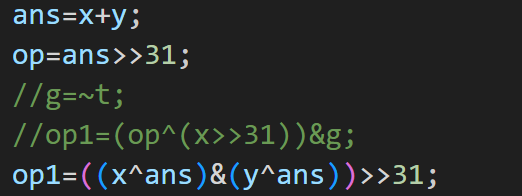 ans=x+y;
op=ans>>31;
//g=~t;
//op1=(op^(x>>31))&g;
op1=((x^ans)&(y^ans))>>31;